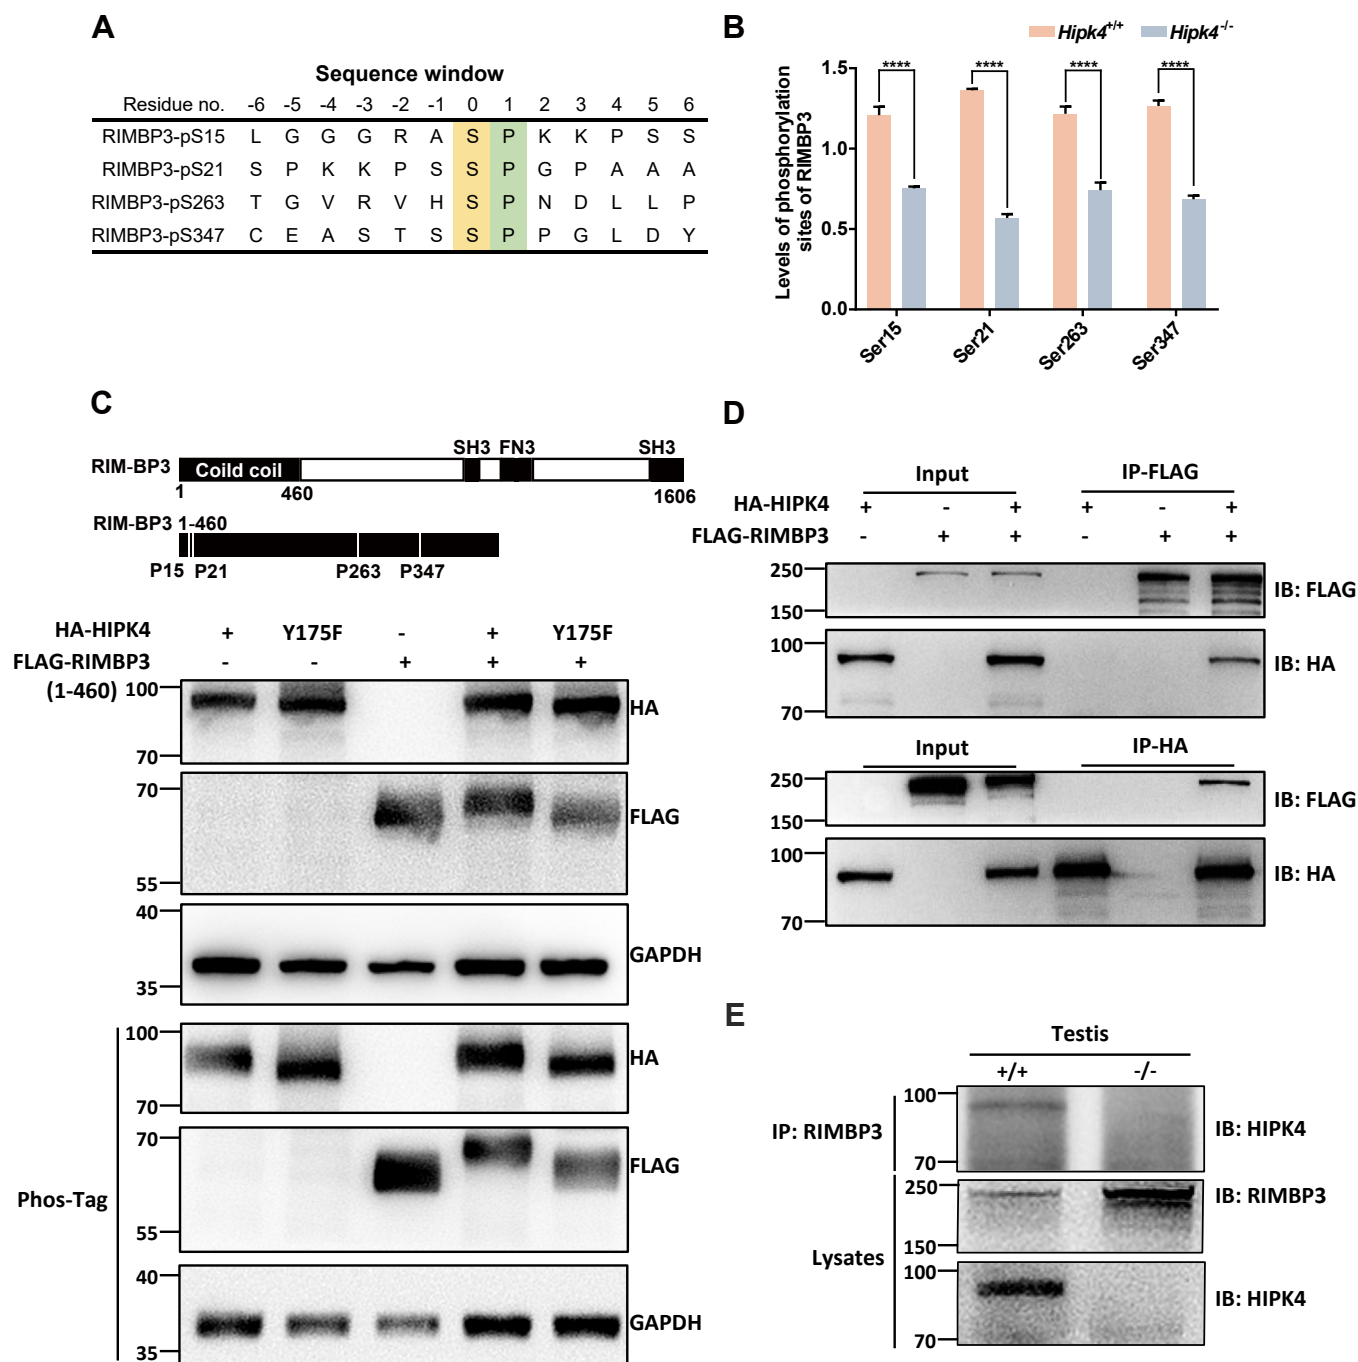 A
Sequence window
Residue no. -6 -5 -4 -3 -2 -1 0 1 2 3 4 5 6
RIMBP3-pS15 L G G G R A S P K K P S S
RIMBP3-pS21 S P K K P S S P G P A A A
RIMBP3-pS263 T G V R V H S P N D L L P
RIMBP3-pS347 C E A S T S S P P G L D Y
B
Hipk4+/+ Hipk4-/-
Levels of phosphorylation
sites of RIMBP3
1.5
1.0
0.5
0.0
**** **** **** ****
Ser15 Ser21 Ser263 Ser347
C
SH3 FN3 SH3
RIM-BP3 Coild coil
1 460 1606
RIM-BP3 1-460
P15 P21 P263 P347
HA-HIPK4 + Y175F - + Y175F
FLAG-RIMBP3 - - + + +
(1-460)
100
HA
70
70
FLAG
55
40
GAPDH
35
Phos-Tag
100
HA
70
70
FLAG
55
40
GAPDH
35
D
Input IP-FLAG
HA-HIPK4 + - + + - +
FLAG-RIMBP3 - + + - + +
250
IB: FLAG
150
100
IB: HA
70
Input IP-HA
250
IB: FLAG
150
100
IB: HA
70
E
Testis
+/+ -/-
100
IP: RIMBP3 IB: HIPK4
70
250
IB: RIMBP3
150
Lysates
100
IB: HIPK4
70